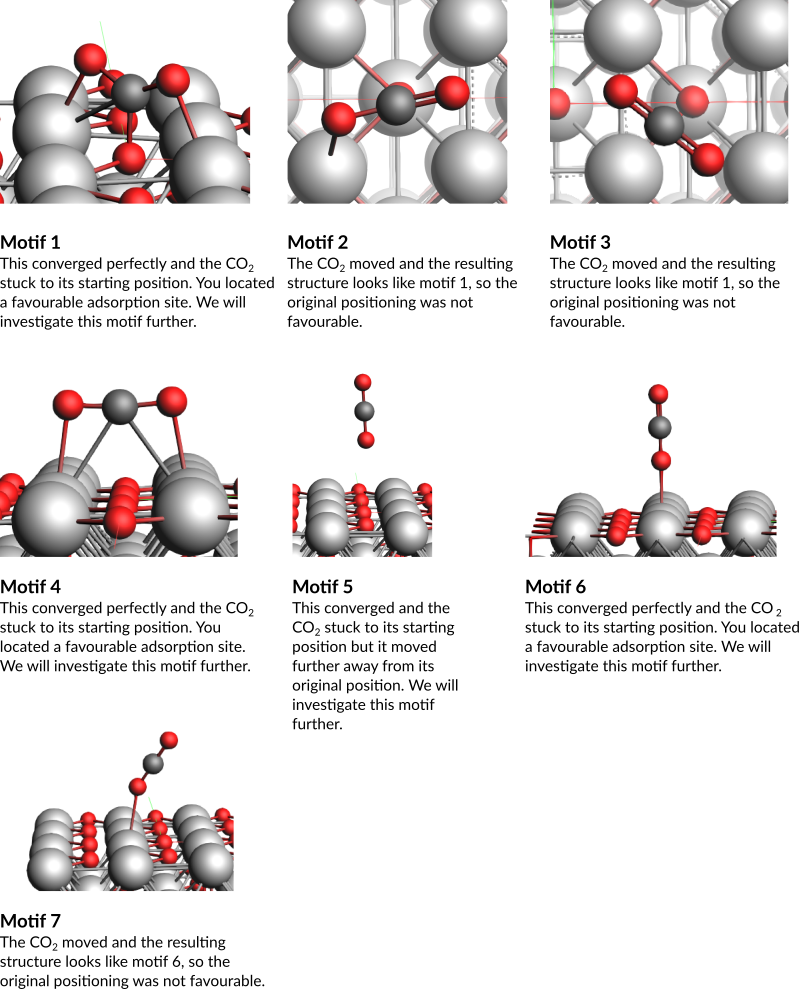 Motif 1
This converged perfectly and the CO₂
stuck to its starting position. You located
a favourable adsorption site. We will
investigate this motif further.
Motif 2
The CO₂ moved and the resulting
structure looks like motif 1, so the
original positioning was not
favourable.
Motif 3
The CO₂ moved and the resulting
structure looks like motif 1, so the
original positioning was not
favourable.
Motif 4
This converged perfectly and the CO₂
stuck to its starting position. You
located a favourable adsorption site.
We will investigate this motif further.
Motif 5
This converged and the
CO₂ stuck to its starting
position but it moved
further away from its
original position. We will
investigate this motif
further.
Motif 6
This converged perfectly and the CO₂
stuck to its starting position. You located
a favourable adsorption site. We will
investigate this motif further.
Motif 7
The CO₂ moved and the resulting
structure looks like motif 6, so the
original positioning was not favourable.